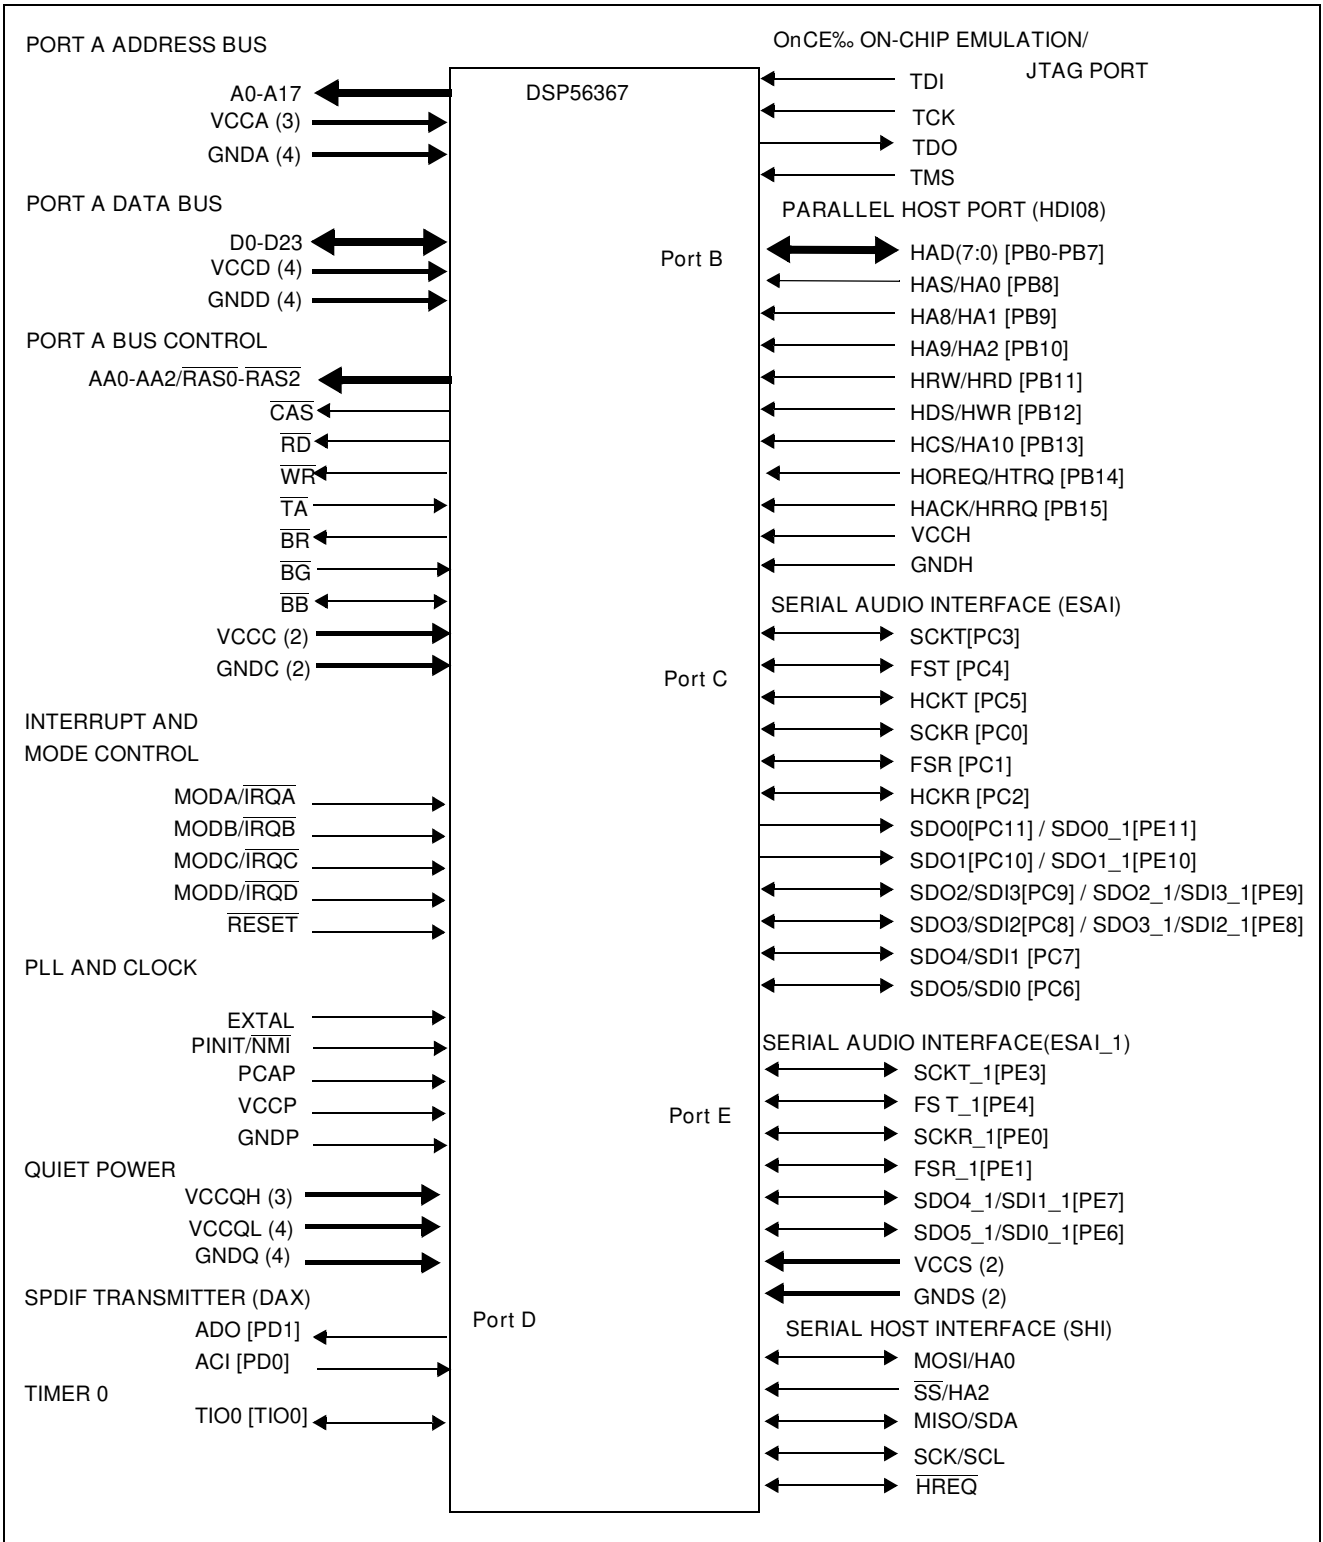 PORT A ADDRESS BUS
A0-A17
VCCA (3)
GNDA (4)
PORT A DATA BUS
D0-D23
VCCD (4)
GNDD (4)
PORT A BUS CONTROL
AA0-AA2/RAS0-RAS2
CAS
RD
WR
TA
BR
BG
BB
VCCC (2)
GNDC (2)
INTERRUPT AND
MODE CONTROL
MODA/IRQA
MODB/IRQB
MODC/IRQC
MODD/IRQD
RESET
PLL AND CLOCK
EXTAL
PINIT/NMI
PCAP
VCCP
GNDP
QUIET POWER
VCCQH (3)
VCCQL (4)
GNDQ (4)
SPDIF TRANSMITTER (DAX)
ADO [PD1]
ACI [PD0]
TIMER 0
TIO0 [TIO0]
DSP56367
Port B
Port C
Port E
Port D
OnCE‰ ON-CHIP EMULATION/
JTAG PORT
TDI
TCK
TDO
TMS
PARALLEL HOST PORT (HDI08)
HAD(7:0) [PB0-PB7]
HAS/HA0 [PB8]
HA8/HA1 [PB9]
HA9/HA2 [PB10]
HRW/HRD [PB11]
HDS/HWR [PB12]
HCS/HA10 [PB13]
HOREQ/HTRQ [PB14]
HACK/HRRQ [PB15]
VCCH
GNDH
SERIAL AUDIO INTERFACE (ESAI)
SCKT[PC3]
FST [PC4]
HCKT [PC5]
SCKR [PC0]
FSR [PC1]
HCKR [PC2]
SDO0[PC11] / SDO0_1[PE11]
SDO1[PC10] / SDO1_1[PE10]
SDO2/SDI3[PC9] / SDO2_1/SDI3_1[PE9]
SDO3/SDI2[PC8] / SDO3_1/SDI2_1[PE8]
SDO4/SDI1 [PC7]
SDO5/SDI0 [PC6]
SERIAL AUDIO INTERFACE(ESAI_1)
SCKT_1[PE3]
FS T_1[PE4]
SCKR_1[PE0]
FSR_1[PE1]
SDO4_1/SDI1_1[PE7]
SDO5_1/SDI0_1[PE6]
VCCS (2)
GNDS (2)
SERIAL HOST INTERFACE (SHI)
MOSI/HA0
SS/HA2
MISO/SDA
SCK/SCL
HREQ